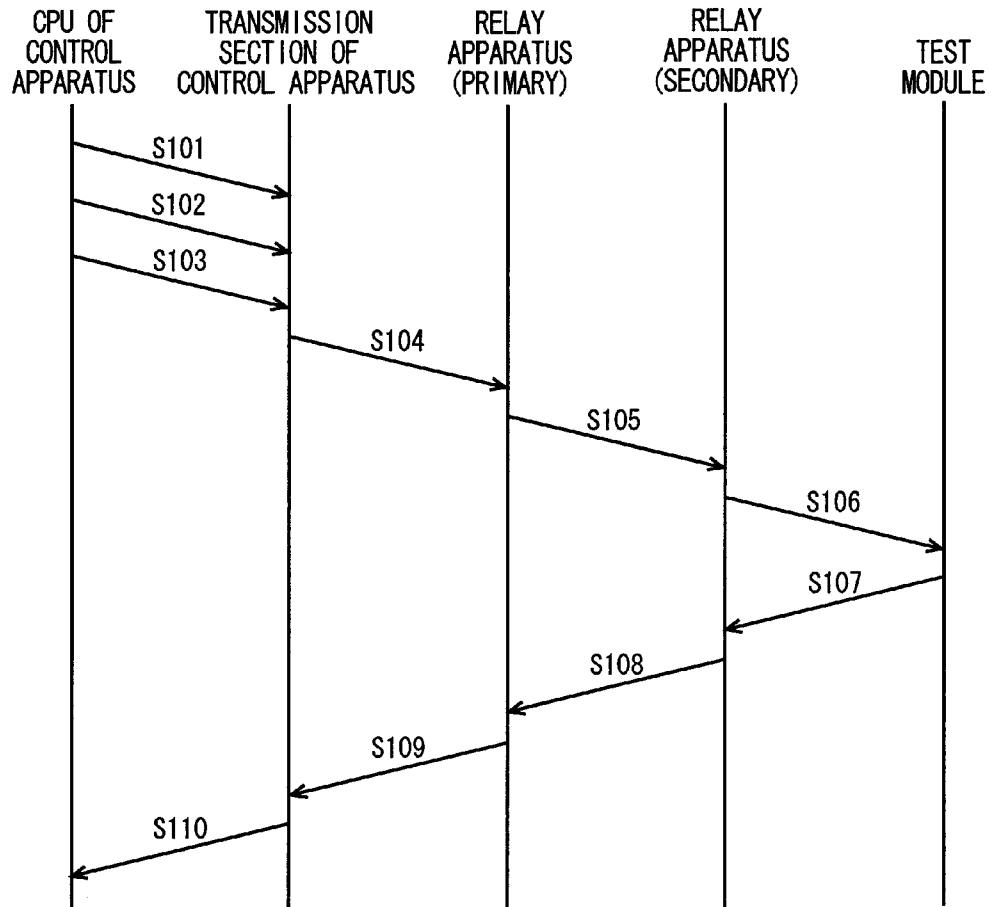 CPU OF
CONTROL
APPARATUS
TRANSMISSION
SECTION OF
CONTROL APPARATUS
RELAY
APPARATUS
(PRIMARY)
RELAY
APPARATUS
(SECONDARY)
TEST
MODULE
S101
S102
S103
S104
S105
S106
S107
S108
S109
S110